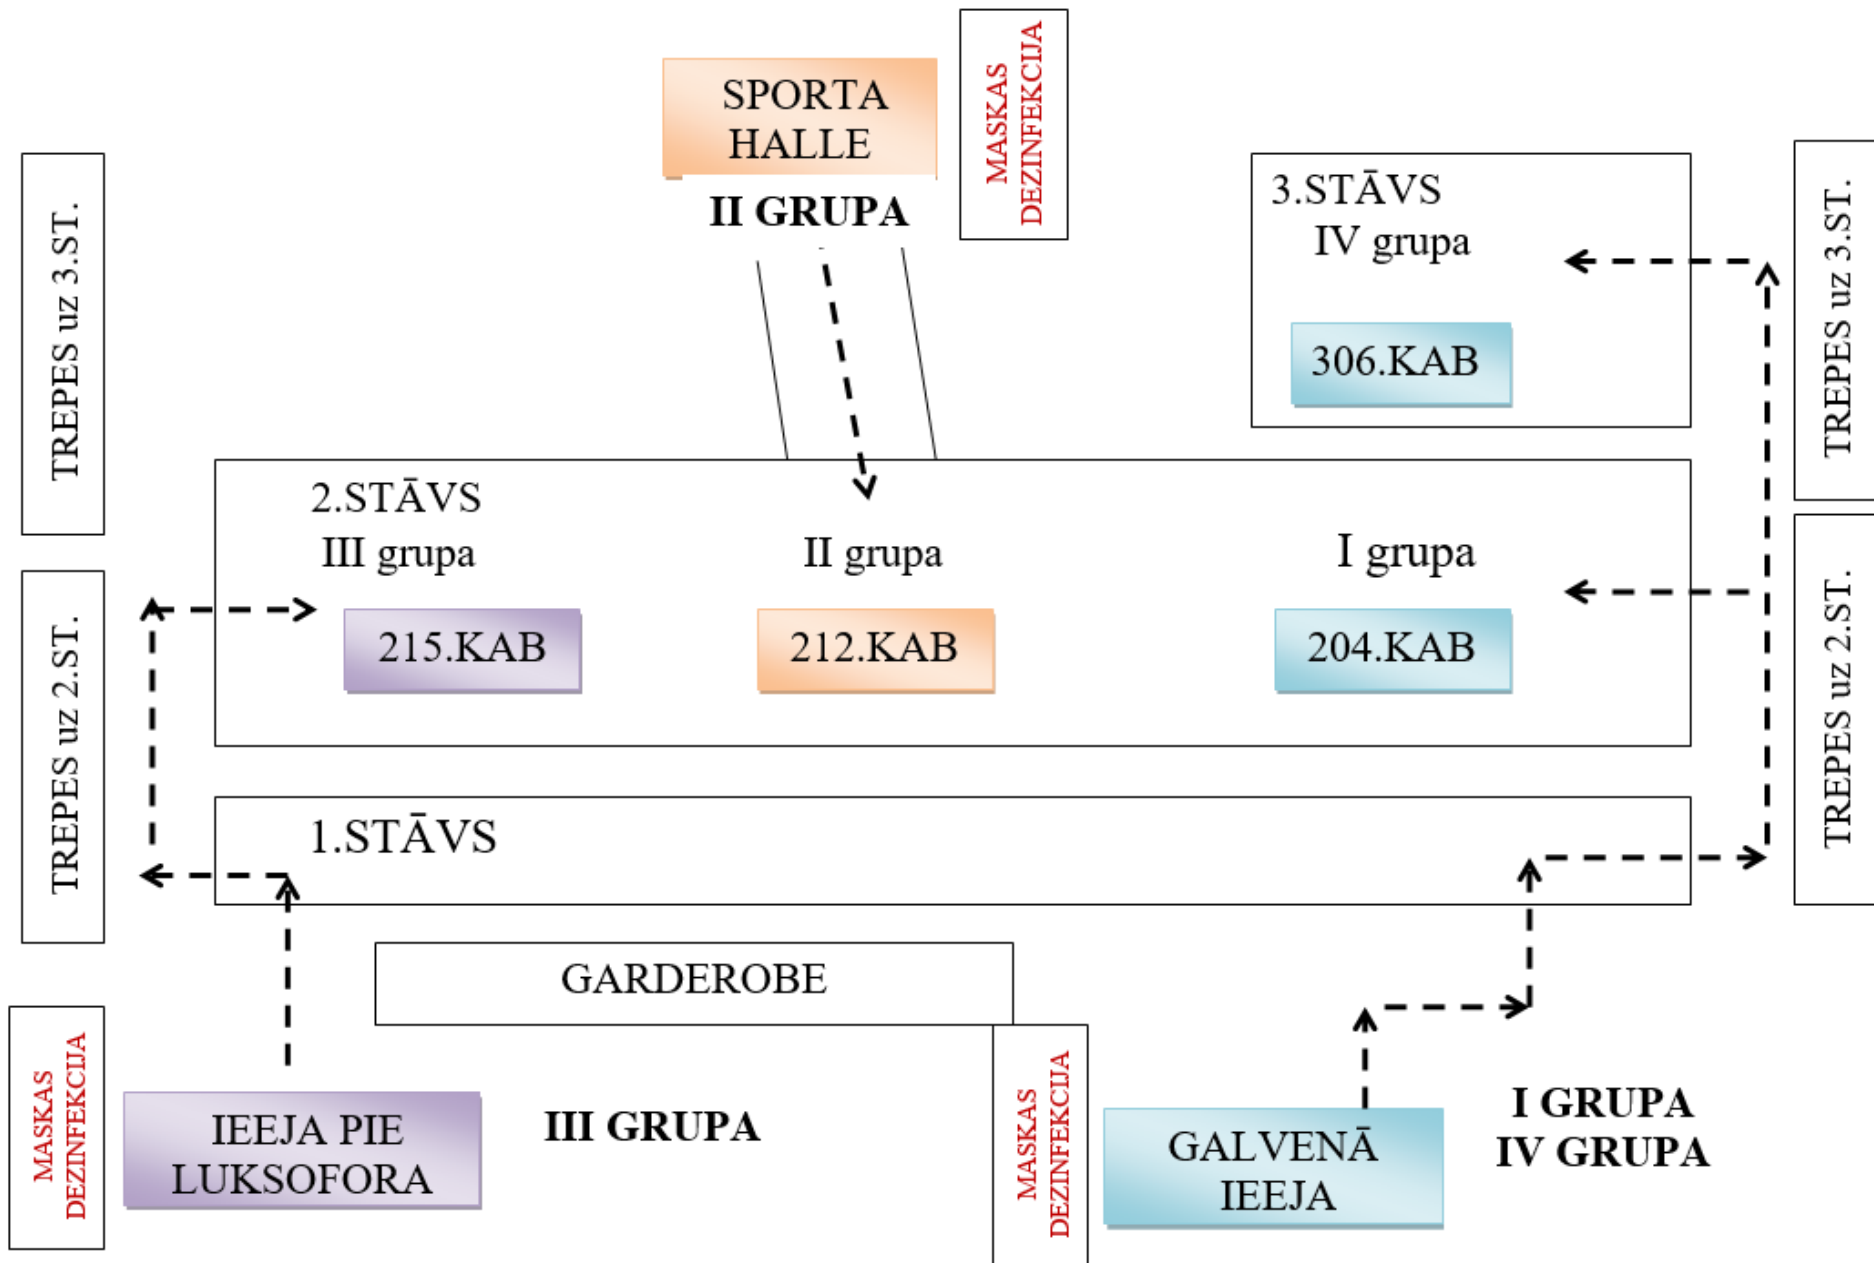 SPORTA
HALLE
II GRUPA
MASKAS
DEZINFEKCIJA
TREPES uz 3.ST.
3.STĀVS
IV grupa
306.KAB
TREPES uz 3.ST.
TREPES uz 2.ST.
2.STĀVS
III grupa
215.KAB
II grupa
212.KAB
I grupa
204.KAB
TREPES uz 2.ST.
1.STĀVS
GARDEROBE
MASKAS
DEZINFEKCIJA
IEEJA PIE
LUKSOFORA
III GRUPA
MASKAS
DEZINFEKCIJA
GALVENĀ
IEEJA
I GRUPA
IV GRUPA